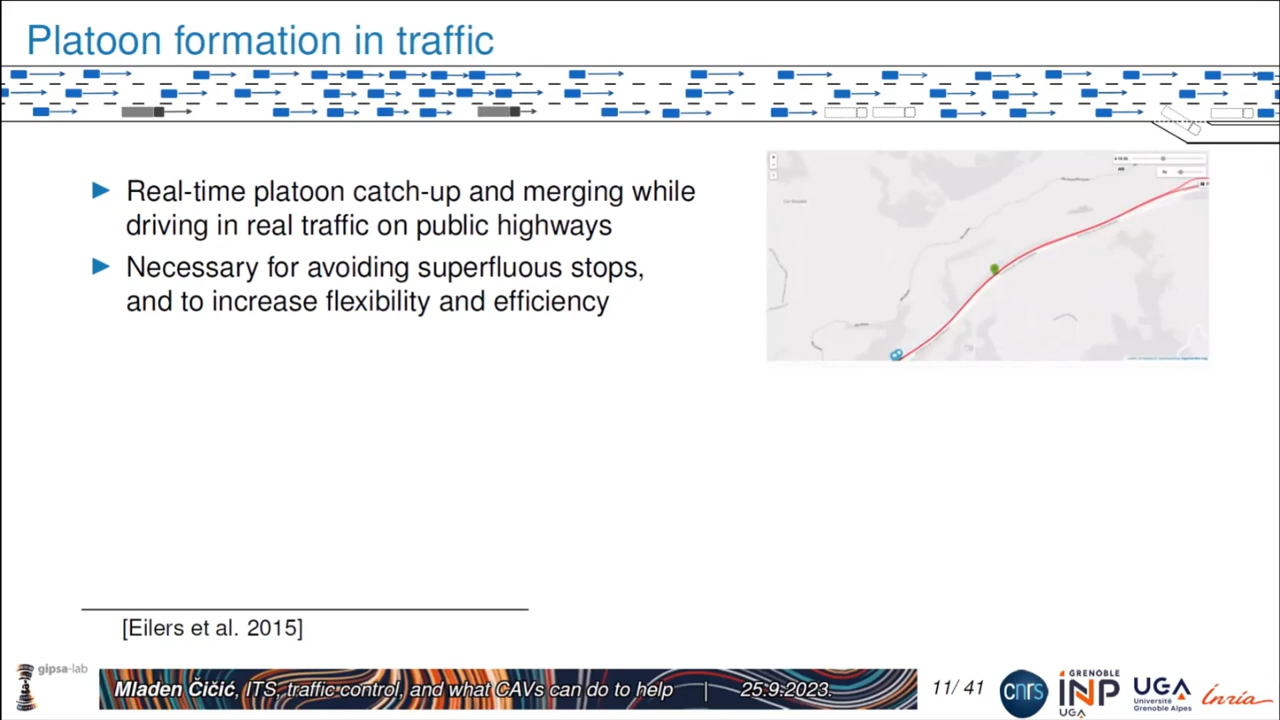 Platoon formation in traffic
Real-time platoon catch-up and merging while
driving in real traffic on public highways
Necessary for avoiding superfluous stops,
and to increase flexibility and efficiency
[Eilers et al. 2015]
gipsa-lab
gipsa-lab
Mladen Čičić, ITS, traffic control, and what CAVs can do to help | 25.9.2023.
11/ 41
cnrs
GRENOBLE
INP
UGA
UGA
Université
Grenoble Alpes
Inria